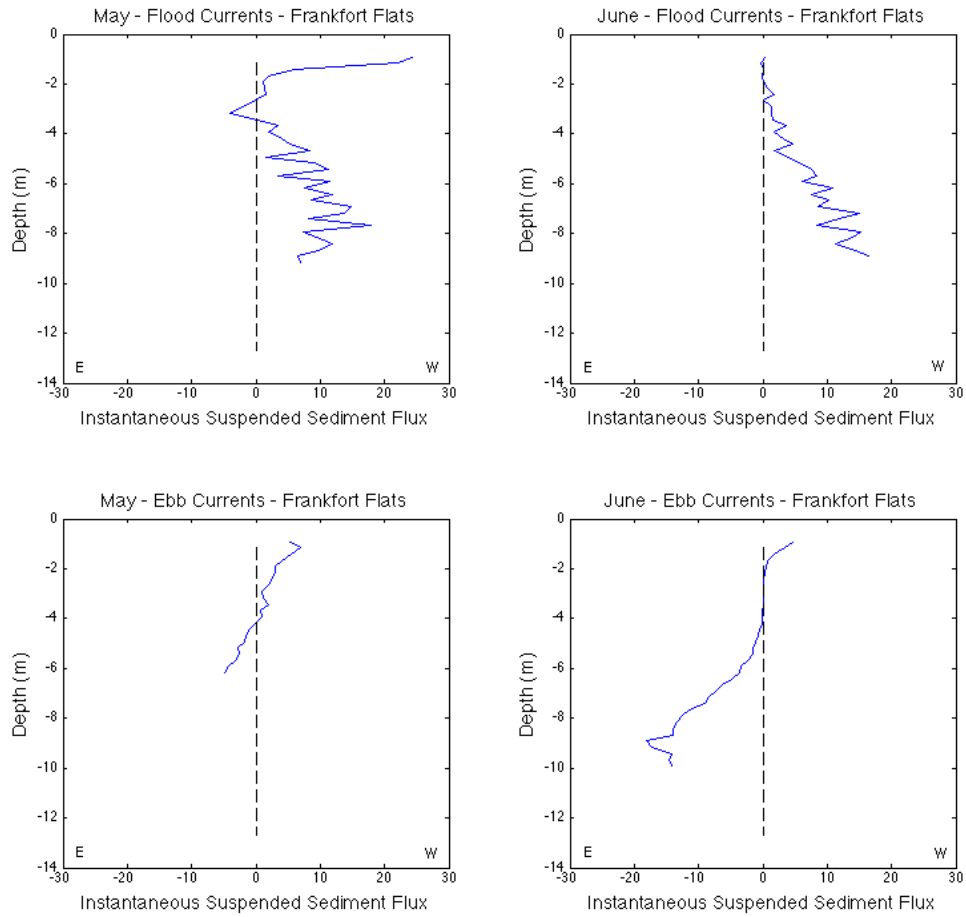 May - Flood Currents - Frankfort Flats
0
-2
-4
-6
-8
-10
-12
-14
Depth (m)
E
W
-30 -20 -10 0 10 20 30
Instantaneous Suspended Sediment Flux
June - Flood Currents - Frankfort Flats
0
-2
-4
-6
-8
-10
-12
-14
Depth (m)
E
W
-30 -20 -10 0 10 20 30
Instantaneous Suspended Sediment Flux
May - Ebb Currents - Frankfort Flats
0
-2
-4
-6
-8
-10
-12
-14
Depth (m)
E
W
-30 -20 -10 0 10 20 30
Instantaneous Suspended Sediment Flux
June - Ebb Currents - Frankfort Flats
0
-2
-4
-6
-8
-10
-12
-14
Depth (m)
E
W
-30 -20 -10 0 10 20 30
Instantaneous Suspended Sediment Flux